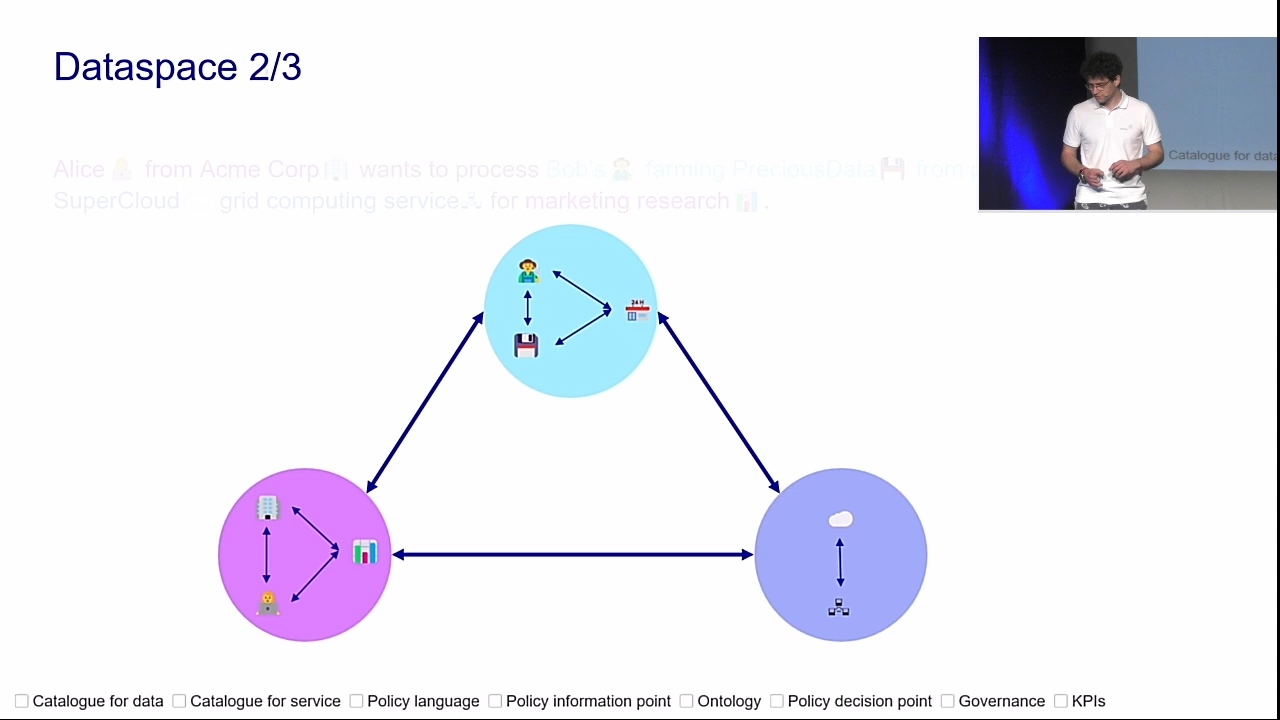 Dataspace 2/3
Alice from Acme Corp wants to process Bob's farming PreciousData from
SuperCloud grid computing service for marketing research .
Catalogue for data
24 H
Catalogue for data Catalogue for service Policy language Policy information point Ontology Policy decision point Governance KPIs